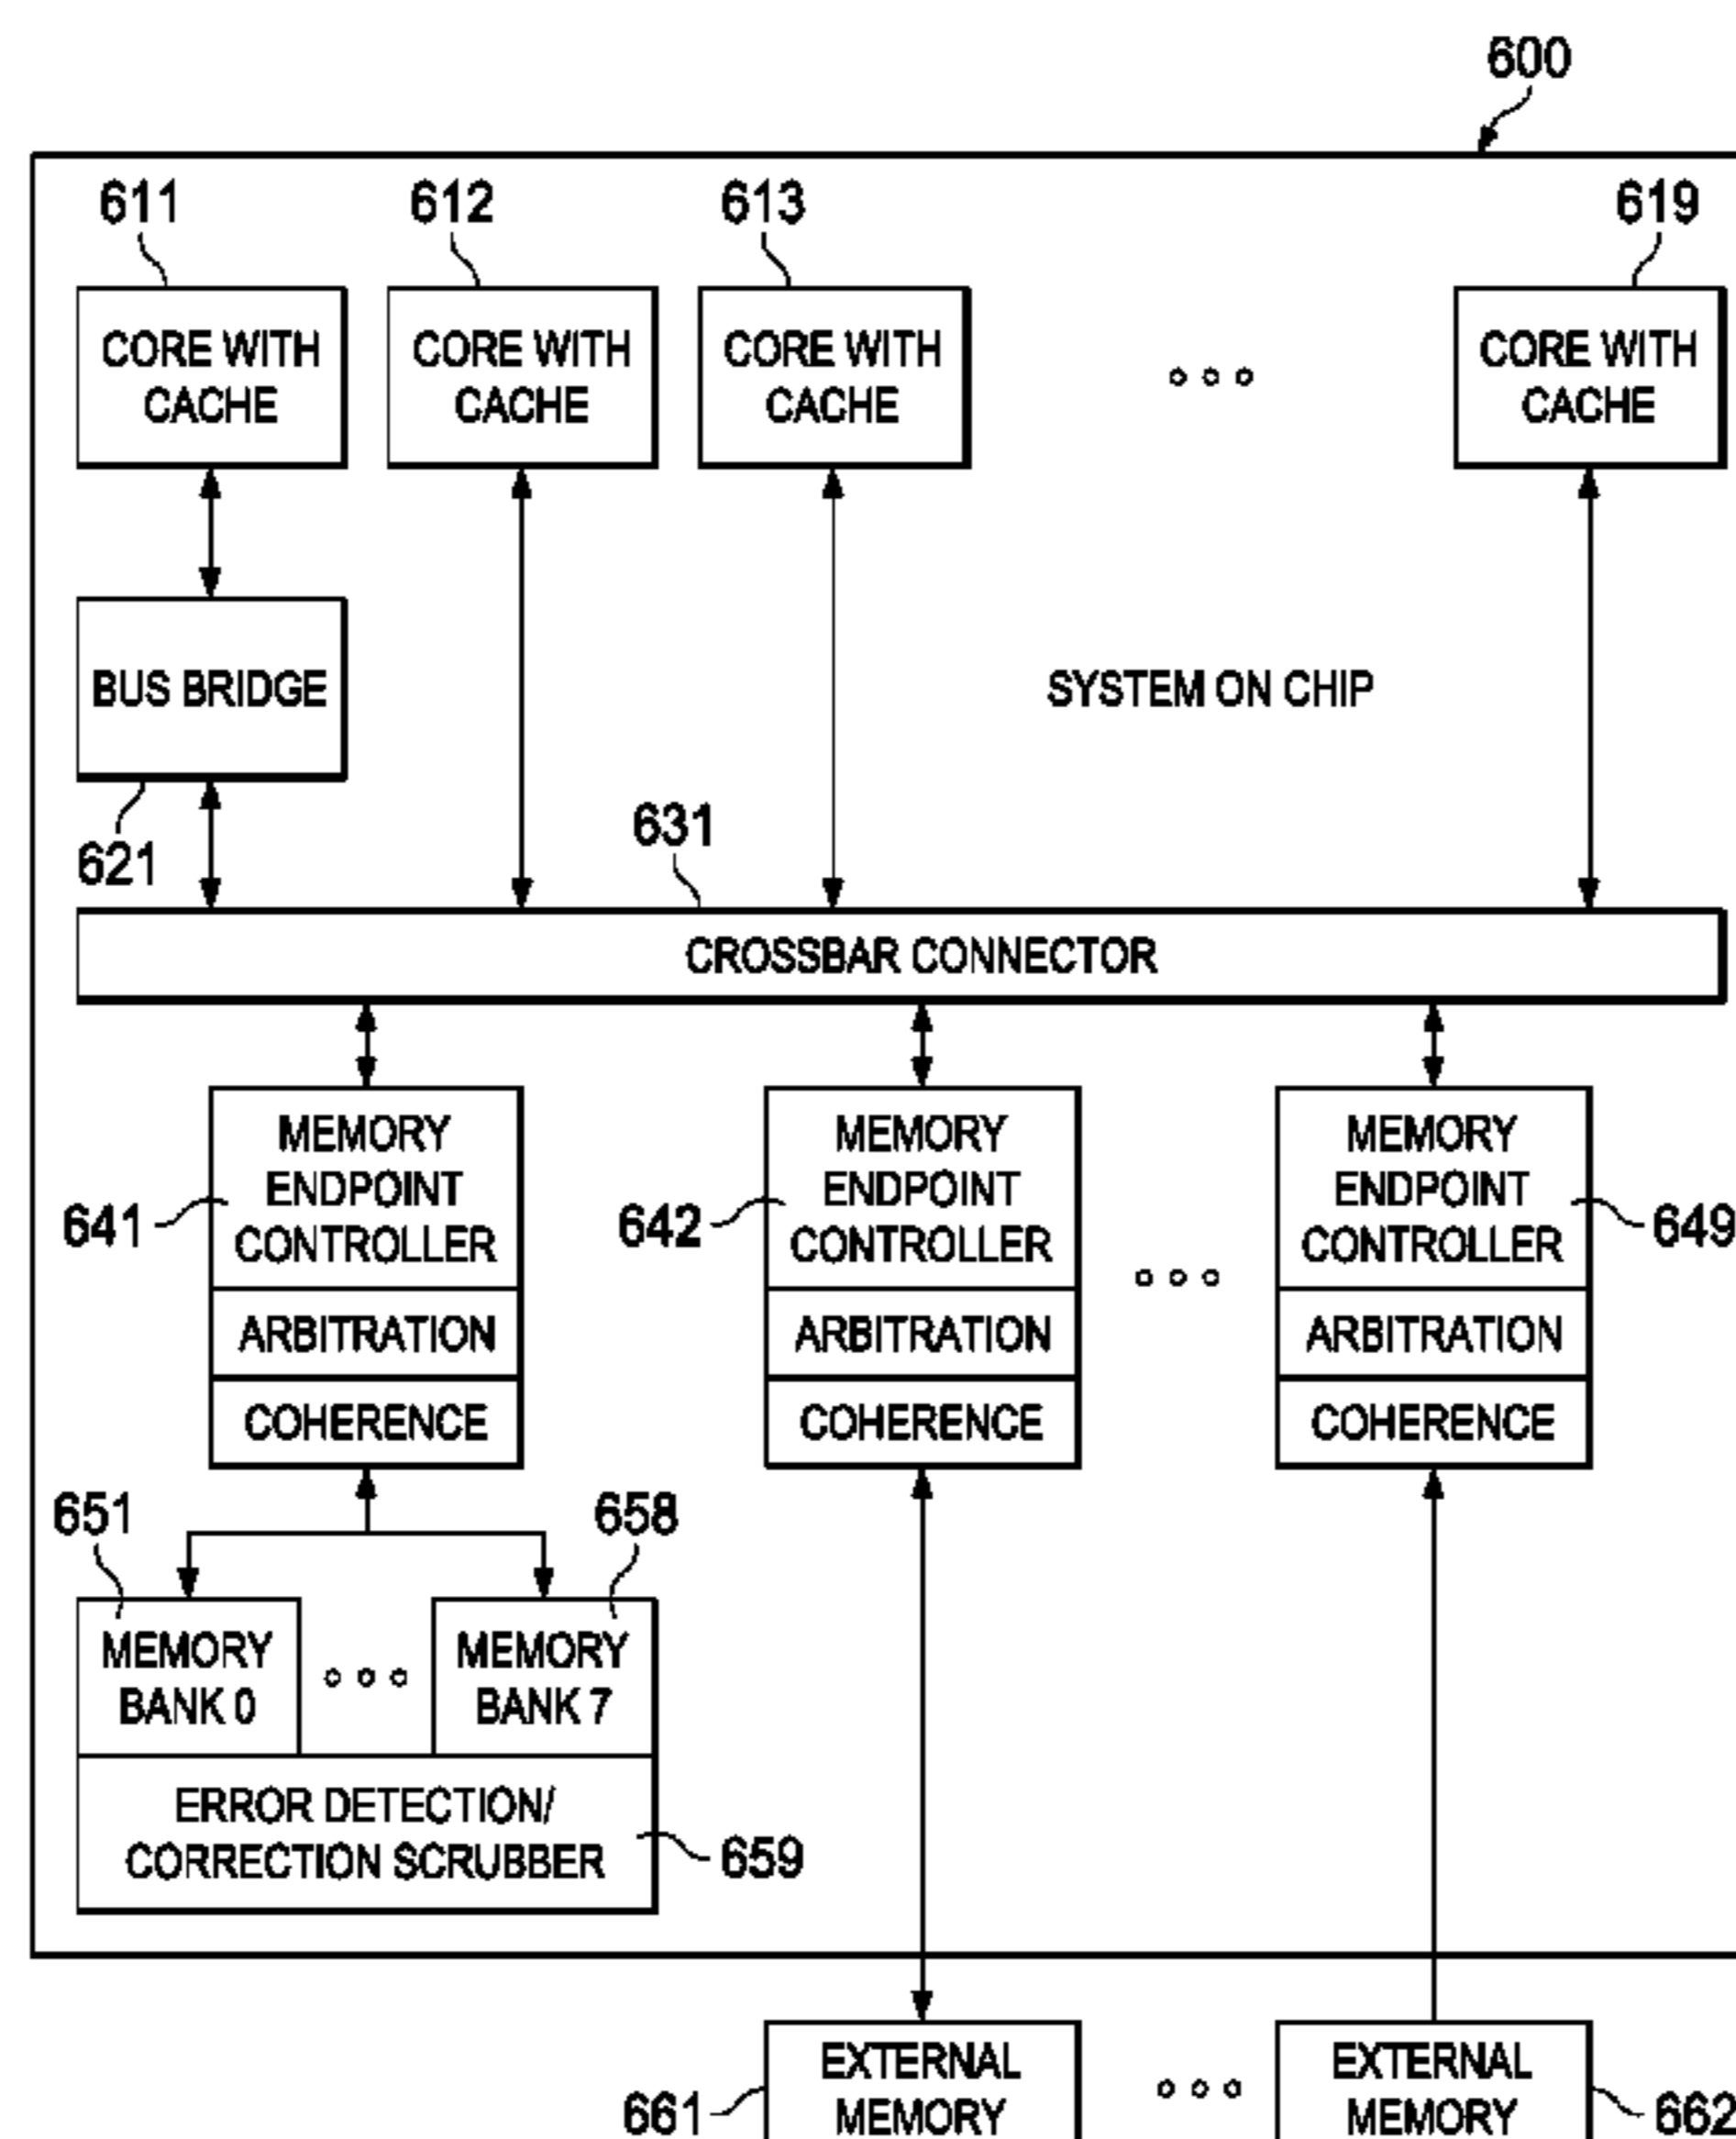 600
611
612
613
619
CORE WITH
CACHE
CORE WITH
CACHE
CORE WITH
CACHE
CORE WITH
CACHE
BUS BRIDGE
SYSTEM ON CHIP
621
631
CROSSBAR CONNECTOR
641
MEMORY
ENDPOINT
CONTROLLER
ARBITRATION
COHERENCE
642
MEMORY
ENDPOINT
CONTROLLER
ARBITRATION
COHERENCE
649
MEMORY
ENDPOINT
CONTROLLER
ARBITRATION
COHERENCE
651
658
MEMORY
BANK 0
MEMORY
BANK 7
ERROR DETECTION/
CORRECTION SCRUBBER
659
661
EXTERNAL
MEMORY
EXTERNAL
MEMORY
662